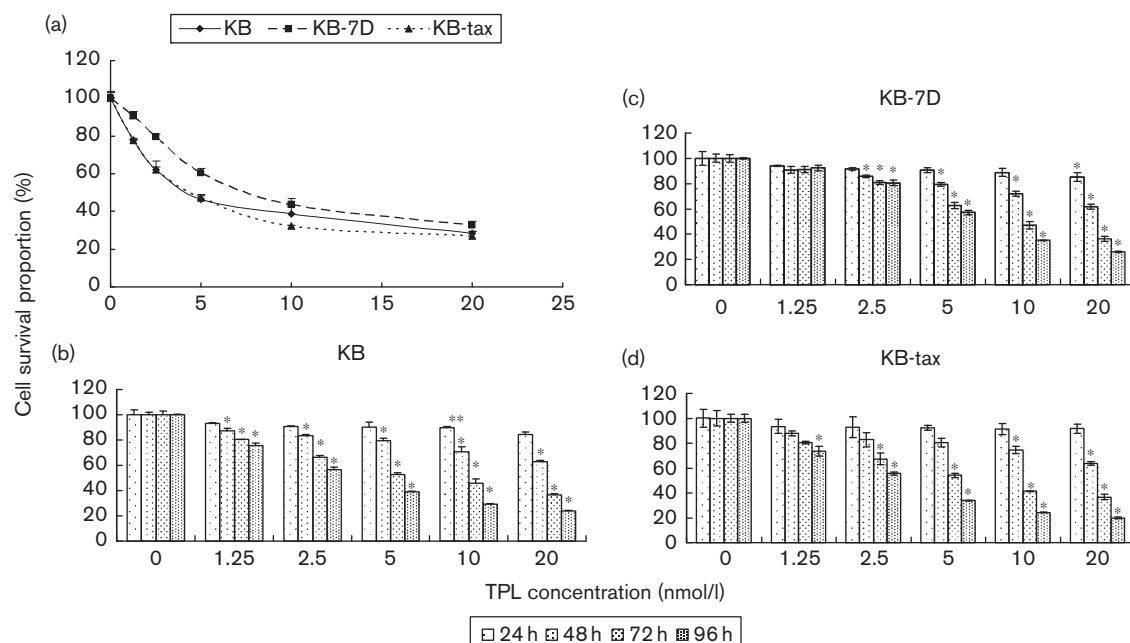 (a)
KB KB-7D KB-tax
120
100
80
60
40
20
0
0 5 10 15 20 25
Cell survival proportion (%)
(b)
KB
120
100
80
60
40
20
0
* * *
* * *
* * *
** * *
* * *
0 1.25 2.5 5 10 20
(c)
KB-7D
120
100
80
60
40
20
0
* * *
* * *
* * *
* * * *
0 1.25 2.5 5 10 20
(d)
KB-tax
120
100
80
60
40
20
0
*
* *
* *
* * *
* * *
0 1.25 2.5 5 10 20
TPL concentration (nmol/l)
24 h 48 h 72 h 96 h